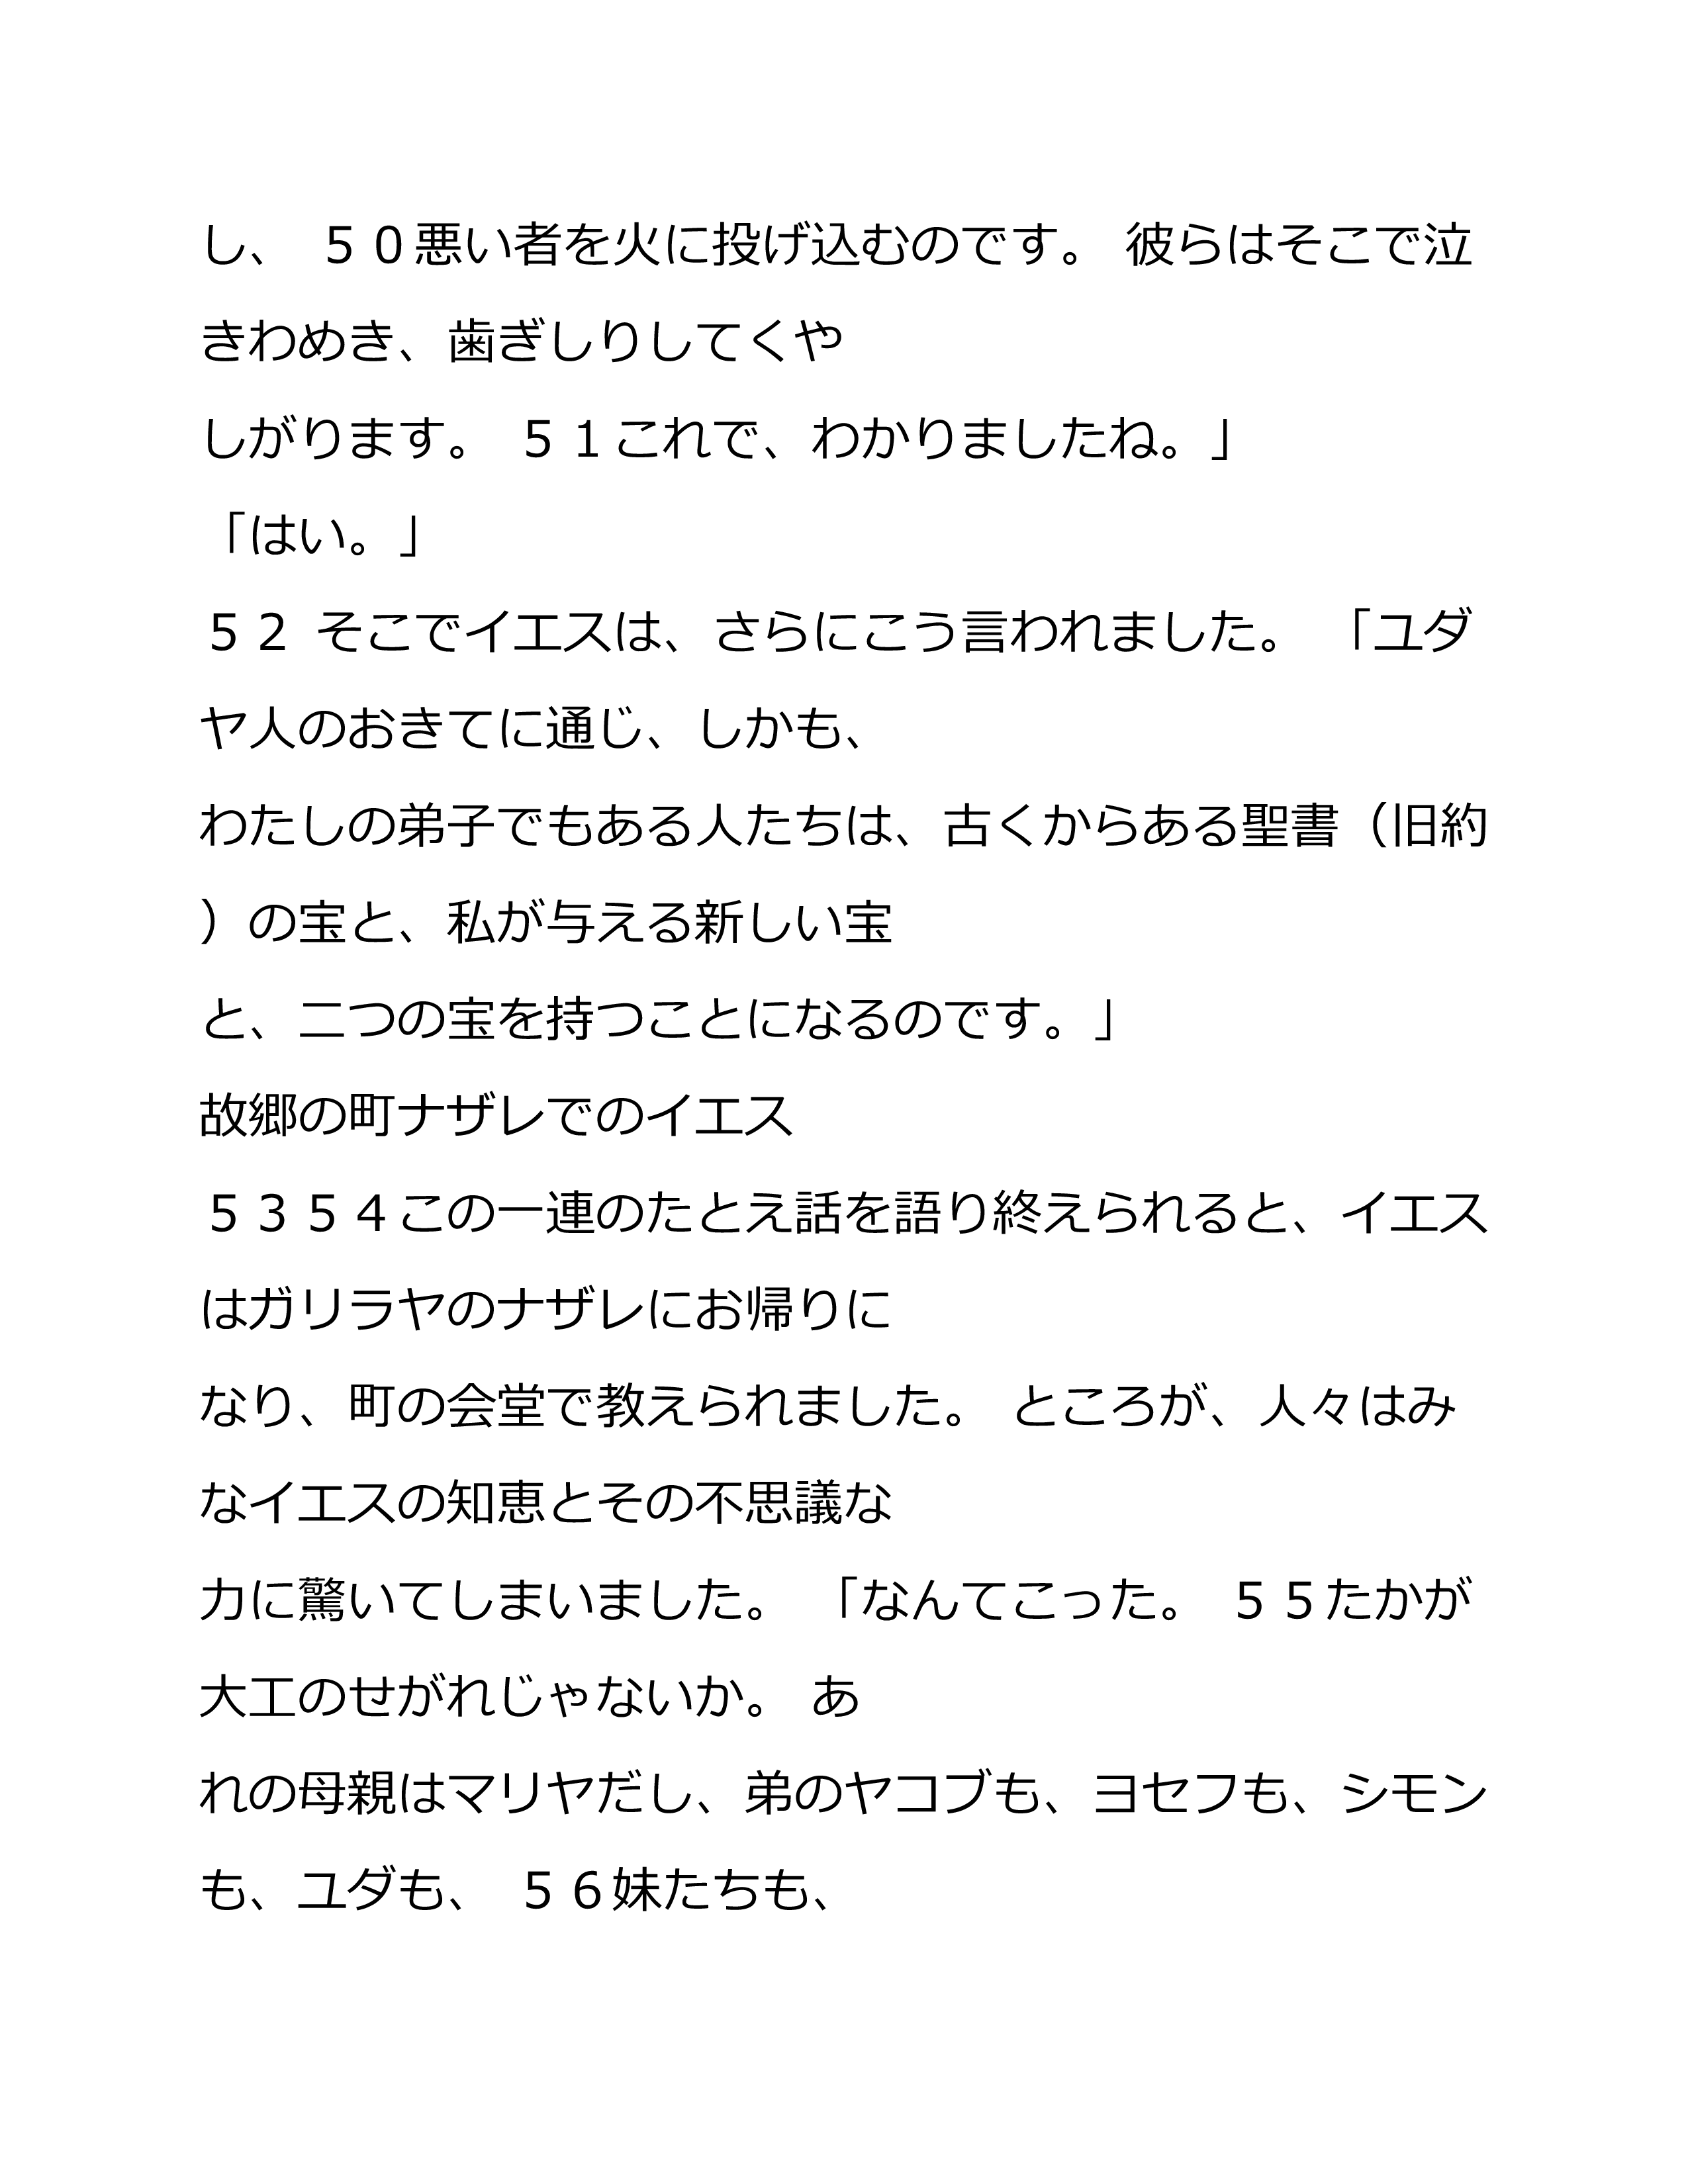 し、 ５０悪い者を火に投げ込むのです。 彼らはそこで泣
きわめき、歯ぎしりしてくや
しがります。 ５１これで、わかりましたね。」
「はい。」
５２ そこでイエスは、さらにこう言われました。 「ユダ
ヤ人のおきてに通じ、しかも、
わたしの弟子でもある人たちは、古くからある聖書（旧約
）の宝と、私が与える新しい宝
と、二つの宝を持つことになるのです。」
故郷の町ナザレでのイエス
５３５４この一連のたとえ話を語り終えられると、イエス
はガリラヤのナザレにお帰りに
なり、町の会堂で教えられました。 ところが、人々はみ
なイエスの知恵とその不思議な
力に驚いてしまいました。 「なんてこった。 ５５たかが
大工のせがれじゃないか。 あ
れの母親はマリヤだし、弟のヤコブも、ヨセフも、シモン
も、ユダも、 ５６妹たちも、